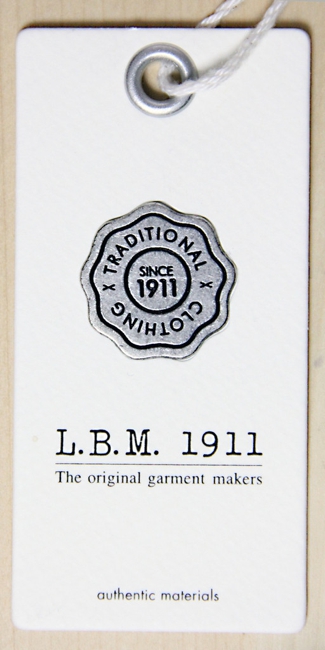 TRADITIONAL
SINCE
1911
CLOTHING
L.B.M. 1911
The original garment makers
authentic materials